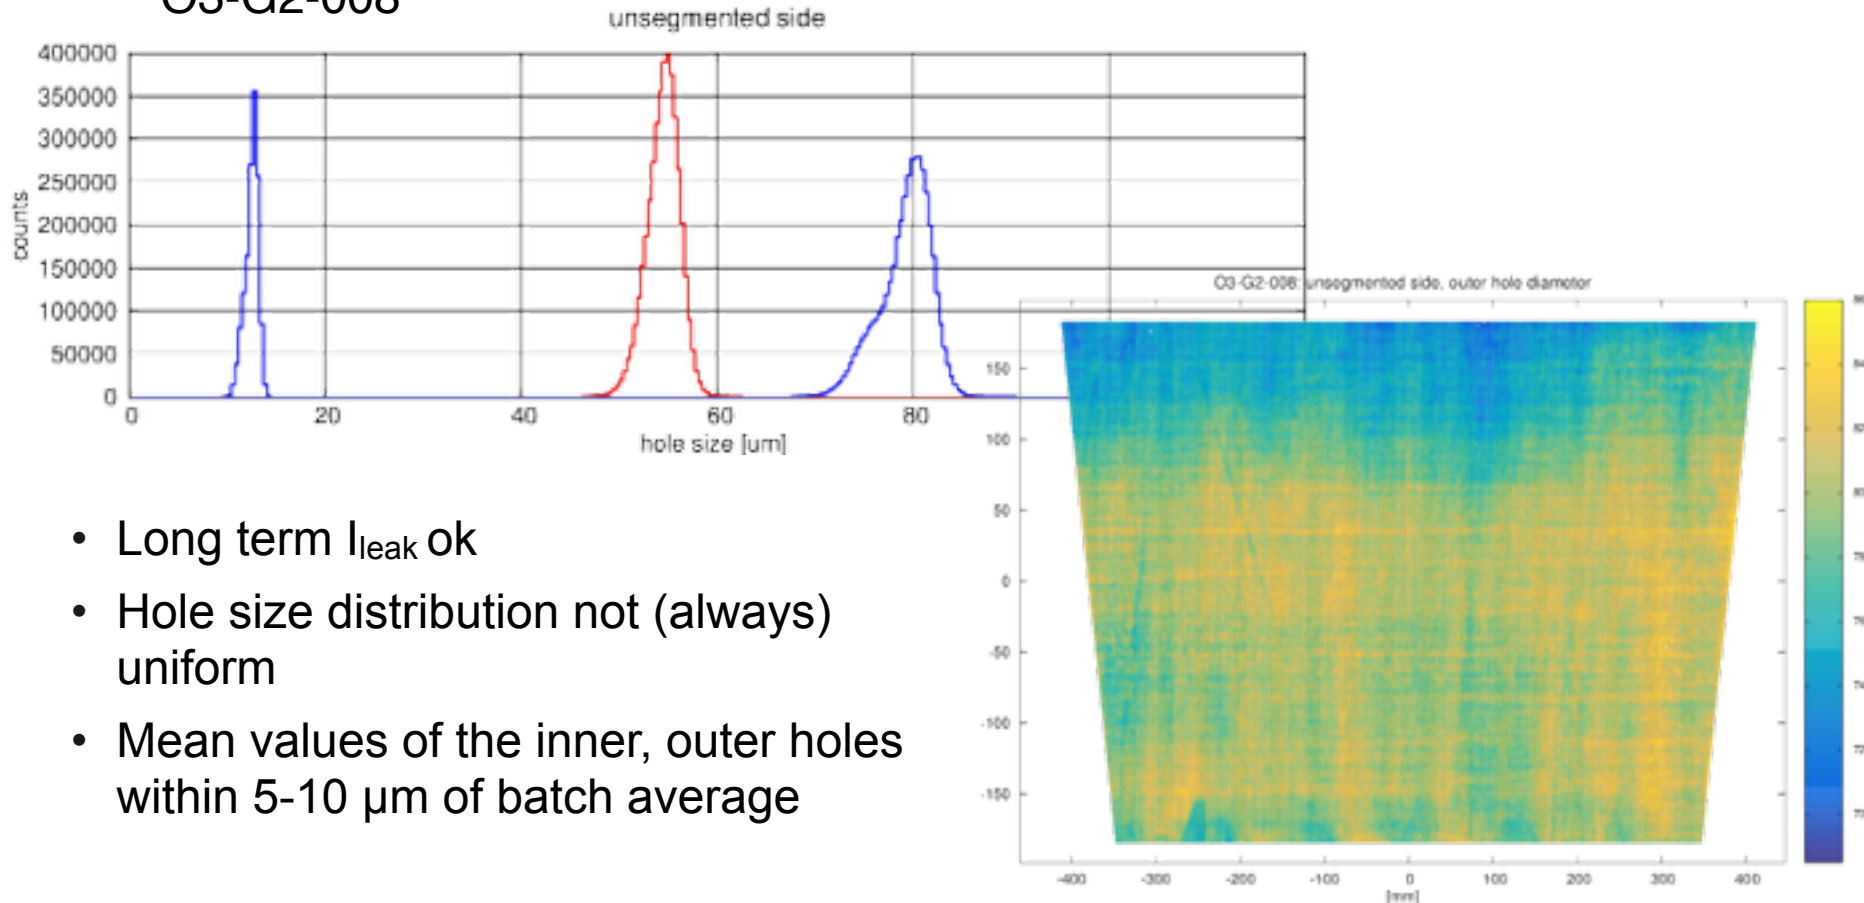 O3-G2-008
unsegmented side
400000
350000
300000
250000
200000
150000
100000
50000
0
counts
0 20 40 60 80
hole size [um]
O3-G2-008: unsegmented side, outer hole diameter
150
100
50
0
-50
-100
-150
-400 -300 -200 -100 0 100 200 300 400
[mm]
• Long term Ileak ok
• Hole size distribution not (always)
uniform
• Mean values of the inner, outer holes
within 5-10 µm of batch average